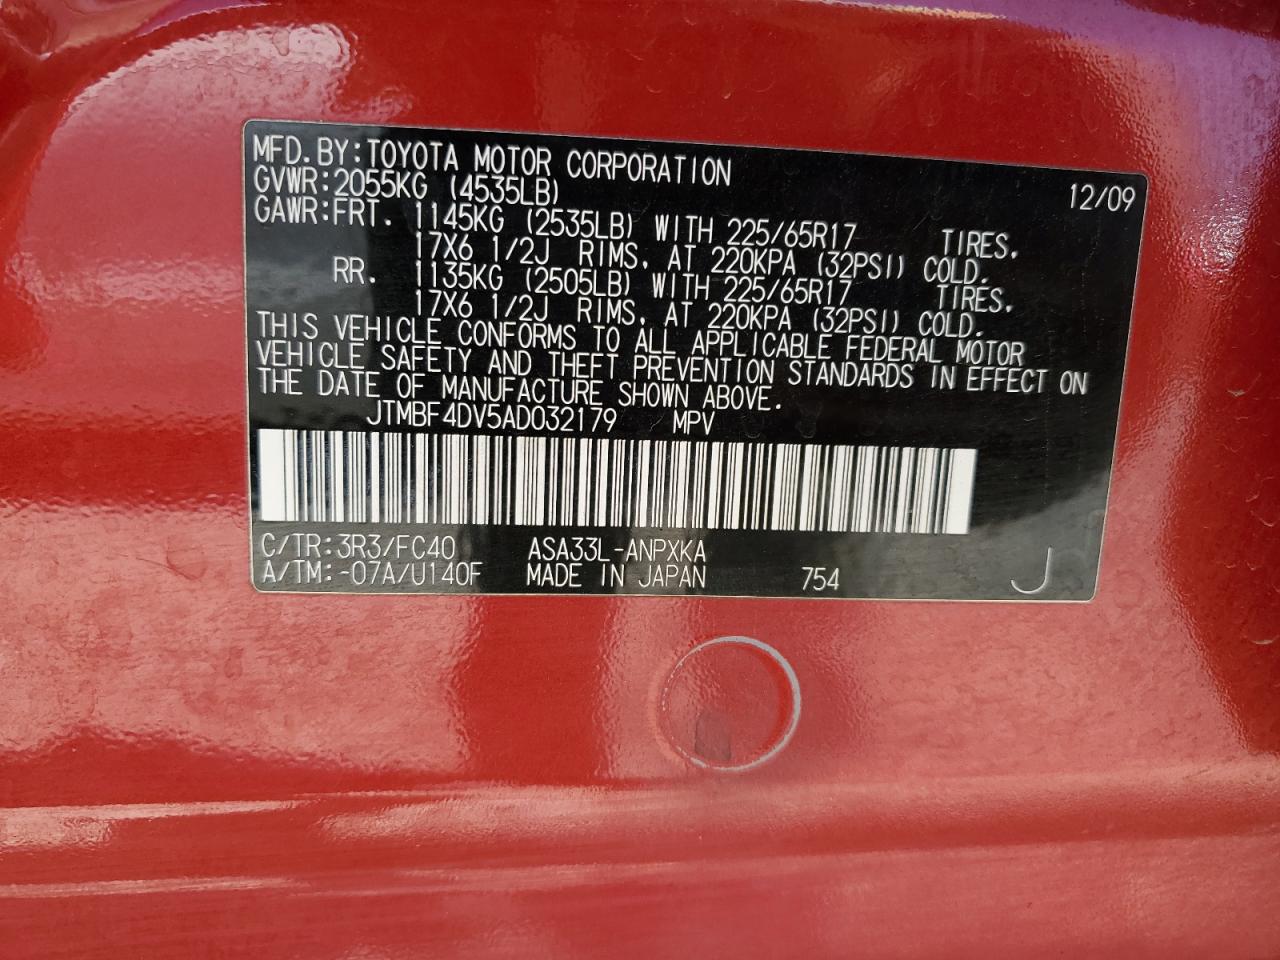 MFD.BY:TOYOTA MOTOR CORPORATION 12/09
GVWR:2055KG (4535LB)
GAWR:FRT. 1145KG (2535LB) WITH 225/65R17 TIRES.
17X6 1/2J RIMS, AT 220KPA (32PSI) COLD.
RR. 1135KG (2505LB) WITH 225/65R17 TIRES.
17X6 1/2J RIMS, AT 220KPA (32PSI) COLD.
THIS VEHICLE CONFORMS TO ALL APPLICABLE FEDERAL MOTOR
VEHICLE SAFETY AND THEFT PREVENTION STANDARDS IN EFFECT ON
THE DATE OF MANUFACTURE SHOWN ABOVE.
JTMBF4DV5AD032179 MPV
C/TR:3R3/FC40 ASA33L-ANPXKA
A/TM:-07A/U140F MADE IN JAPAN 754 J